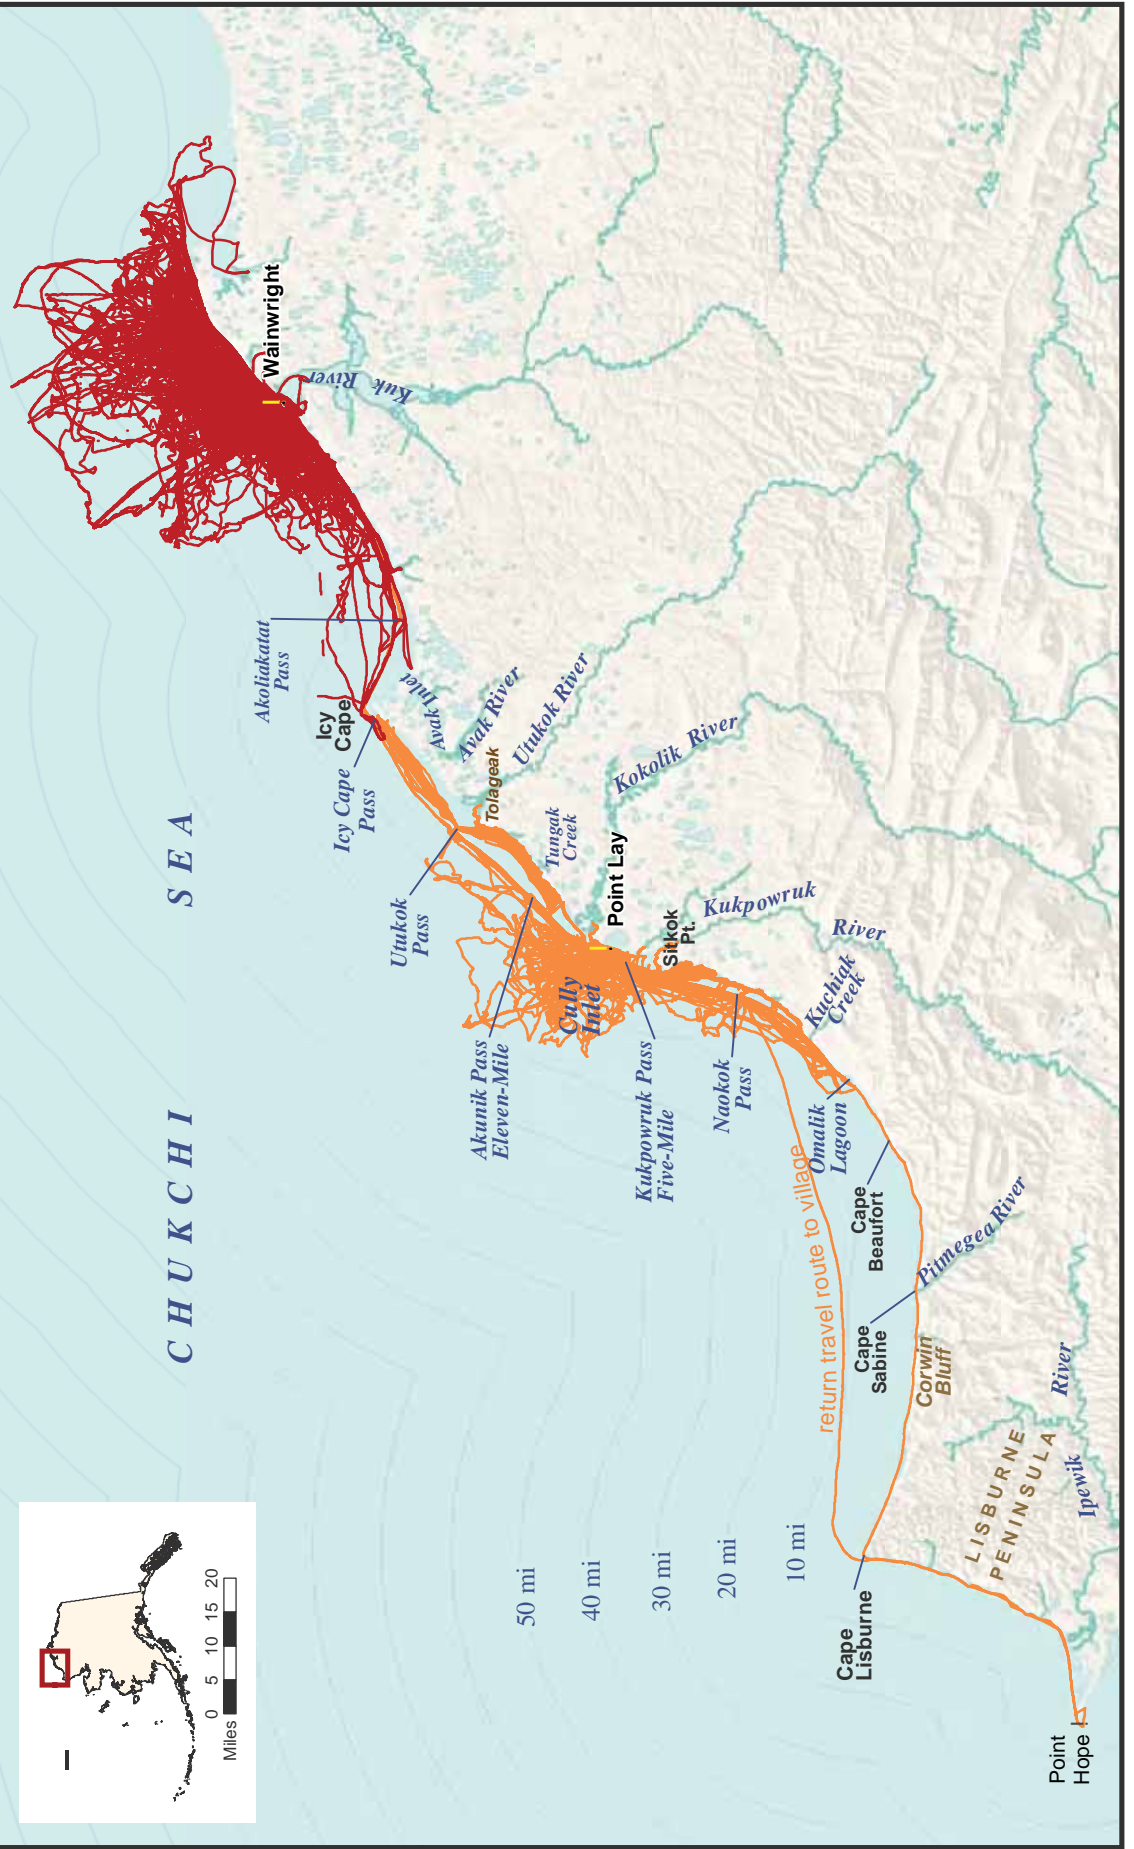 CHUKCHI SEA
Wainwright
Kuk River
Akoliakatat
Pass
Icy
Cape
Avak Inlet
Avak River
Icy Cape
Pass
Utukok River
Tolageak
Kokolik River
Tungak
Creek
Utukok
Pass
Point Lay
Akunik Pass
Eleven-Mile
Cully
Inlet
Sitkok
Pt.
Kukpowruk
River
Kukpowruk Pass
Five-Mile
Naokok
Pass
Kuchiak
Creek
Omalik
Lagoon
return travel route to village
Cape
Beaufort
Pitmegea River
Cape
Sabine
Corwin
Bluff
LISBURNE
PENINSULA
Ipewik River
50 mi
40 mi
30 mi
20 mi
10 mi
Cape
Lisburne
Point
Hope
0 5 10 15 20
Miles